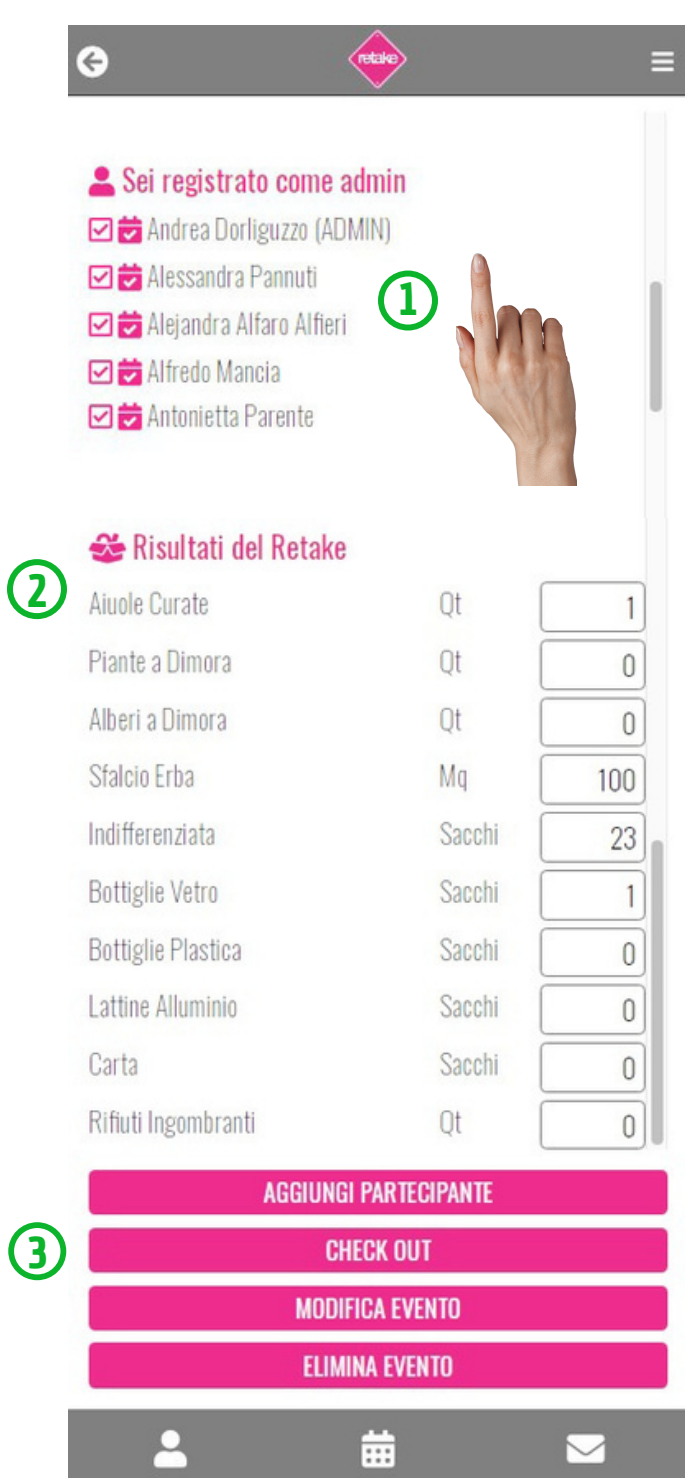 retake
Sei registrato come admin
Andrea Dorliguzzo (ADMIN)
Alessandra Pannuti
1
Alejandra Alfaro Alfieri
Alfredo Mancia
Antonietta Parente
Risultati del Retake
2
Aiuole Curate Qt 1
Piante a Dimora Qt 0
Alberi a Dimora Qt 0
Sfalcio Erba Mq 100
Indifferenziata Sacchi 23
Bottiglie Vetro Sacchi 1
Bottiglie Plastica Sacchi 0
Lattine Alluminio Sacchi 0
Carta Sacchi 0
Rifiuti Ingombranti Qt 0
AGGIUNGI PARTECIPANTE
3
CHECK OUT
MODIFICA EVENTO
ELIMINA EVENTO